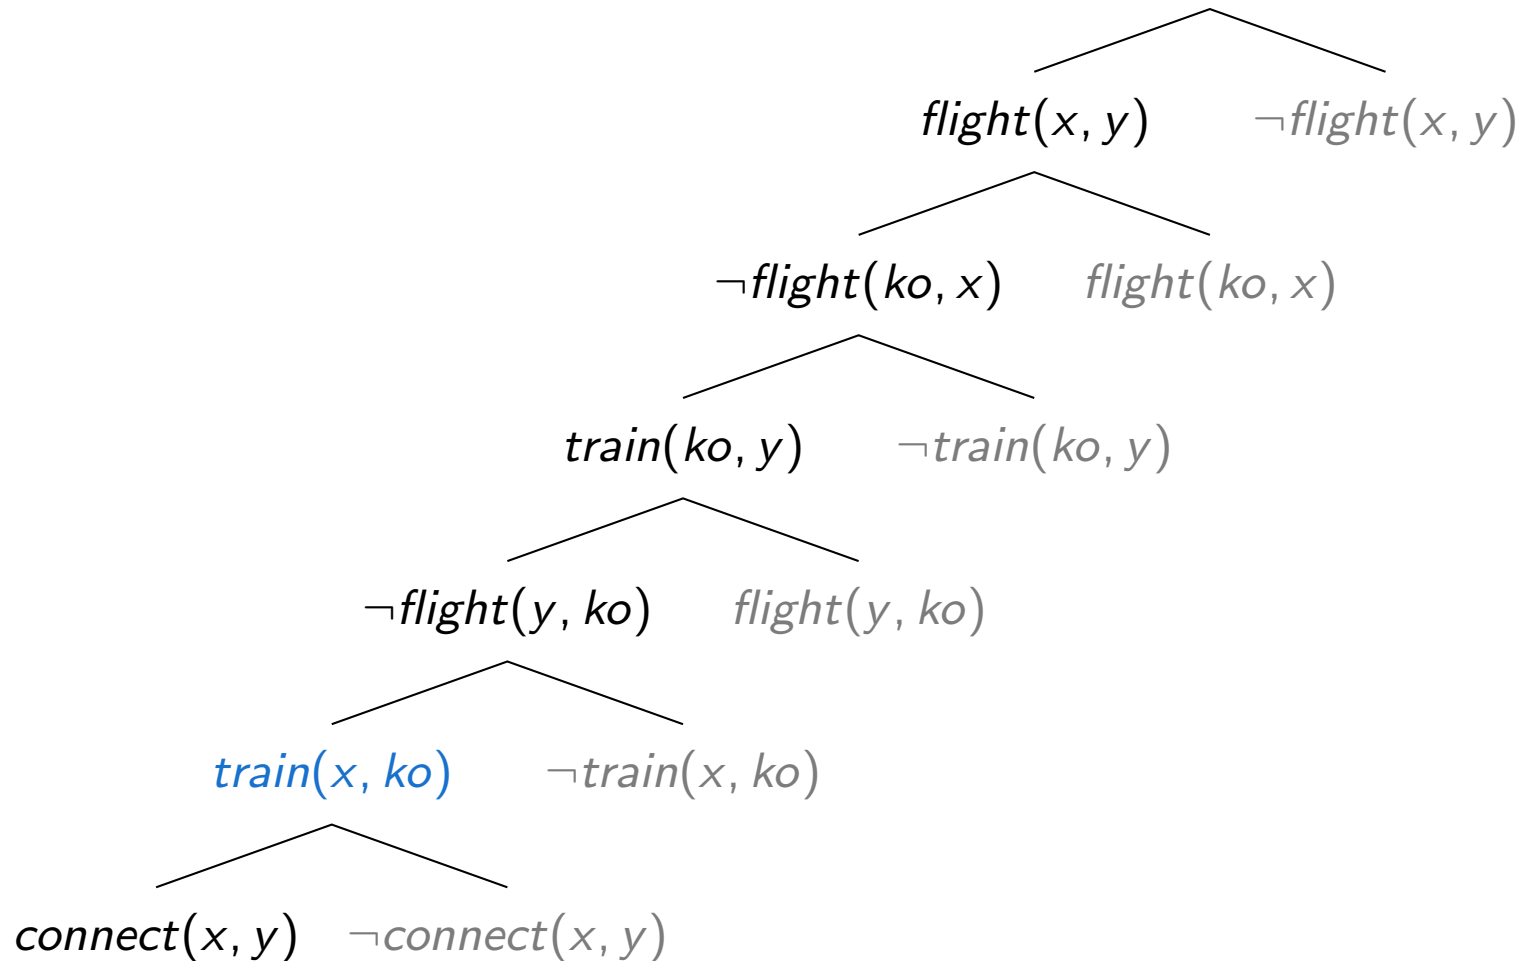 flight(x, y) ¬flight(x, y)
¬flight(ko, x) flight(ko, x)
train(ko, y) ¬train(ko, y)
¬flight(y, ko) flight(y, ko)
train(x, ko) ¬train(x, ko)
connect(x, y) ¬connect(x, y)